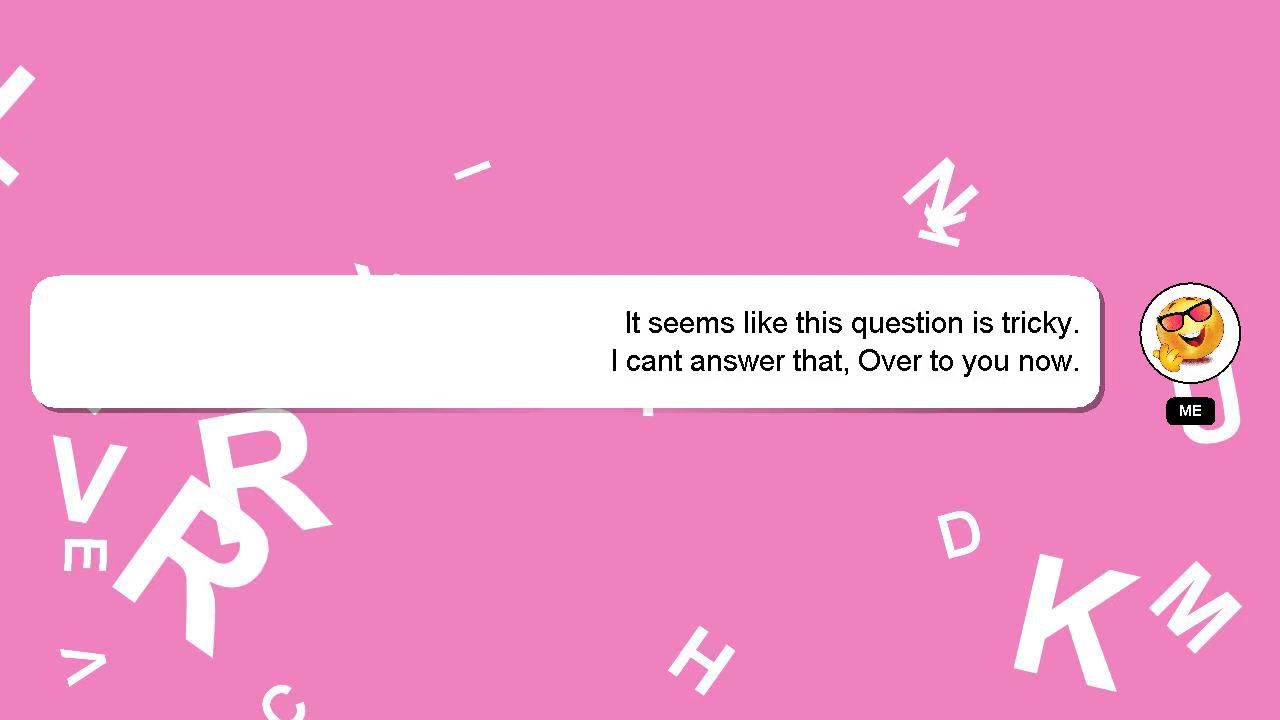 It seems like this question is tricky.
I cant answer that, Over to you now.
ME
I
N
K
U
V
R
R
E
V
C
D
K
M
H